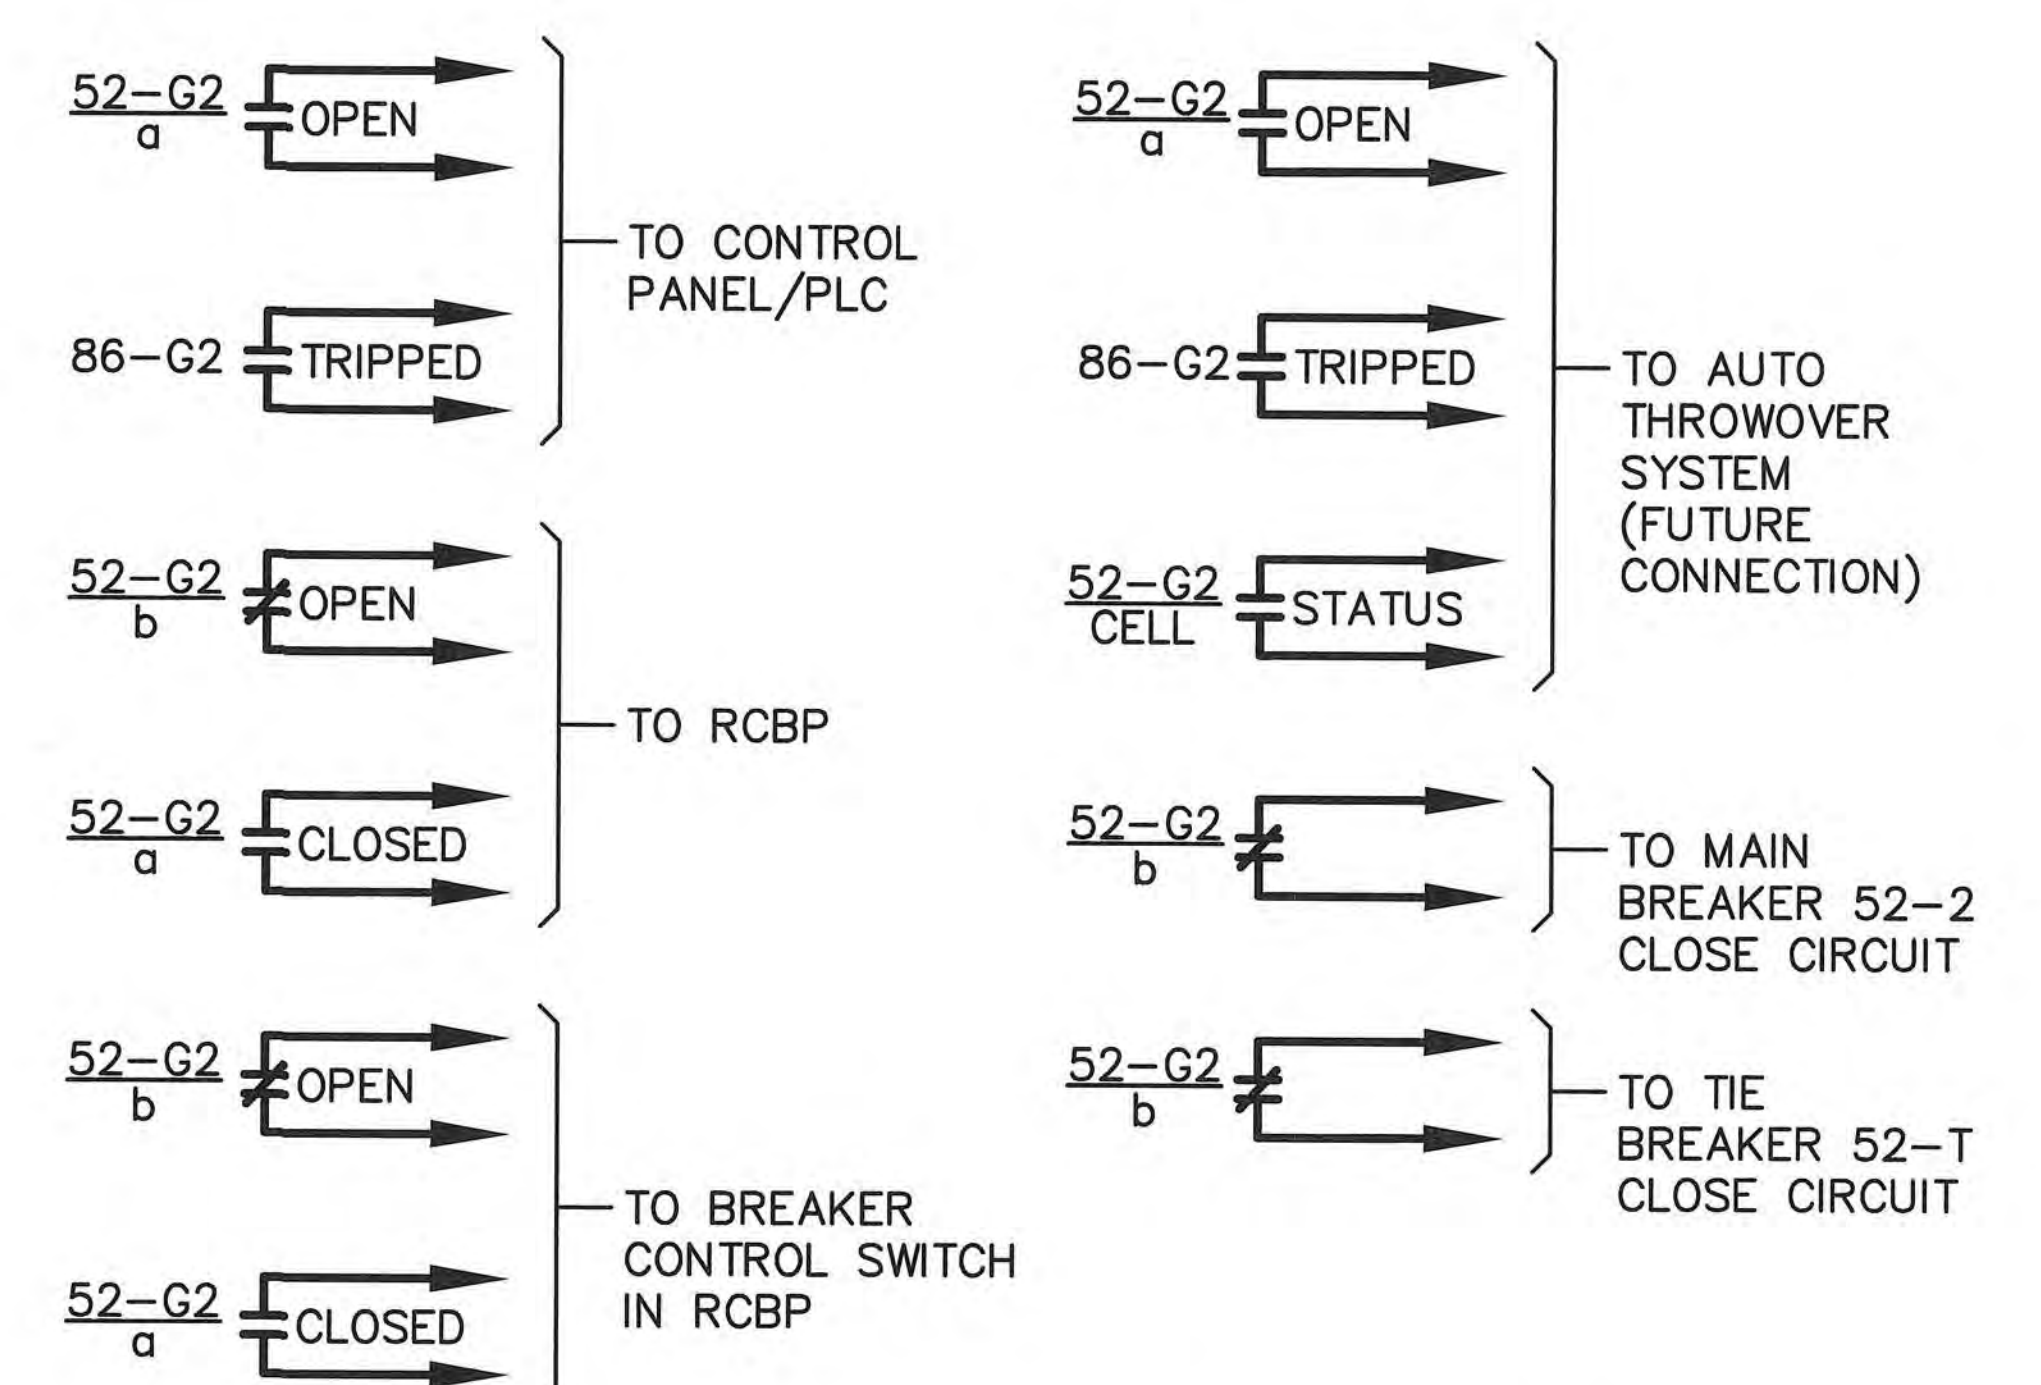 52-G2
a
OPEN
TO CONTROL
PANEL/PLC
86-G2
TRIPPED
52-G2
b
OPEN
TO RCBP
52-G2
a
CLOSED
52-G2
b
OPEN
TO BREAKER
CONTROL SWITCH
IN RCBP
52-G2
a
CLOSED
52-G2
a
OPEN
86-G2
TRIPPED
TO AUTO
THROWOVER
SYSTEM
(FUTURE
CONNECTION)
52-G2
CELL
STATUS
52-G2
b
TO MAIN
BREAKER 52-2
CLOSE CIRCUIT
52-G2
b
TO TIE
BREAKER 52-T
CLOSE CIRCUIT